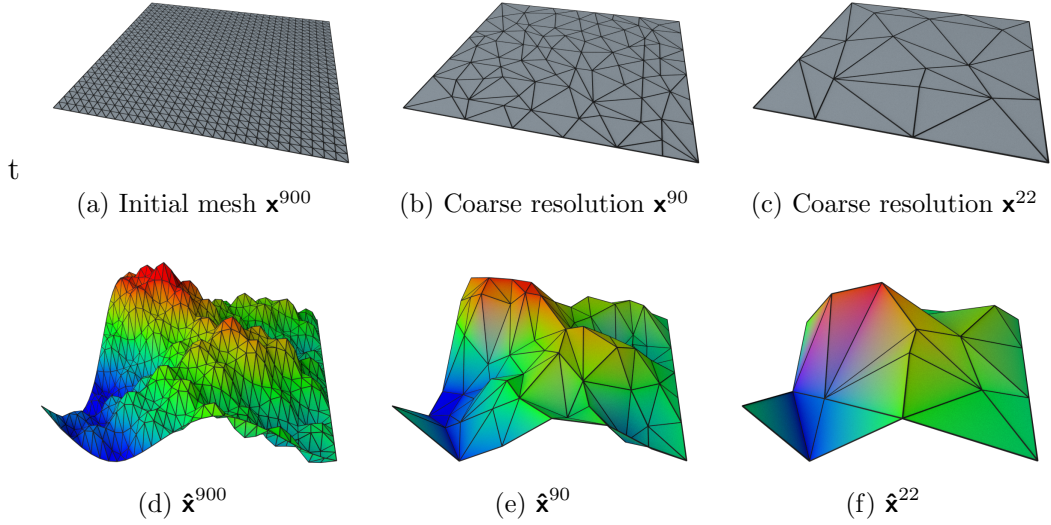 t
(a) Initial mesh x^900 (b) Coarse resolution x^90 (c) Coarse resolution x^22
(d) x̂^900 (e) x̂^90 (f) x̂^22